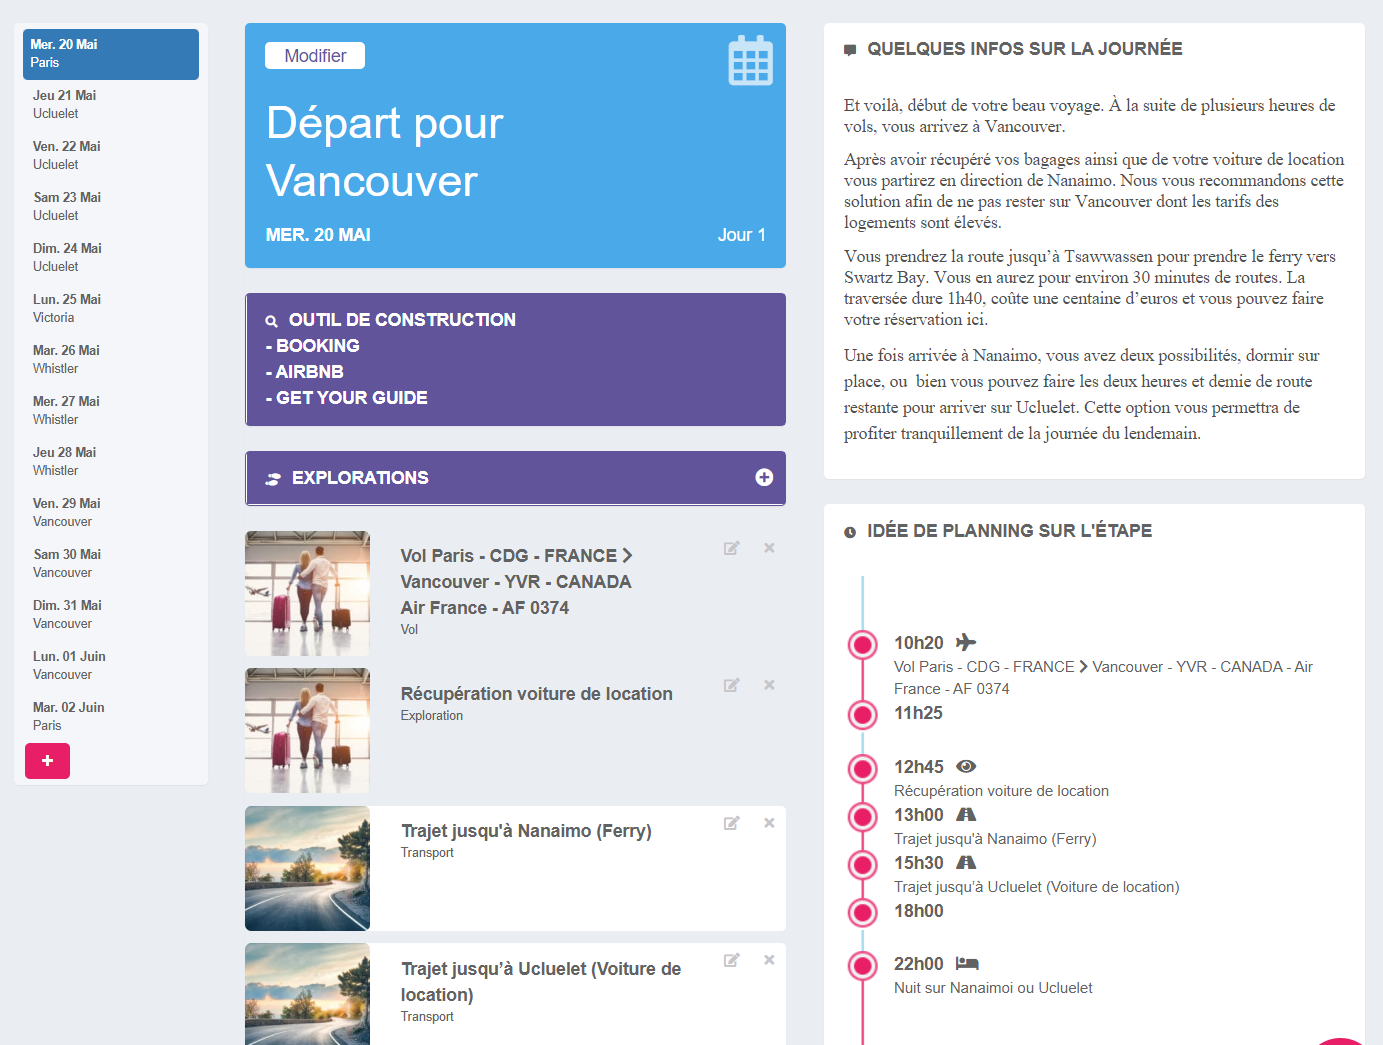 Mer. 20 Mai
Paris
Jeu 21 Mai
Ucluelet
Ven. 22 Mai
Ucluelet
Sam 23 Mai
Ucluelet
Dim. 24 Mai
Ucluelet
Lun. 25 Mai
Victoria
Mar. 26 Mai
Whistler
Mer. 27 Mai
Whistler
Jeu 28 Mai
Whistler
Ven. 29 Mai
Vancouver
Sam 30 Mai
Vancouver
Dim. 31 Mai
Vancouver
Lun. 01 Juin
Vancouver
Mar. 02 Juin
Paris
+
Modifier
Départ pour
Vancouver
MER. 20 MAI
Jour 1
OUTIL DE CONSTRUCTION
- BOOKING
- AIRBNB
- GET YOUR GUIDE
EXPLORATIONS
Vol Paris - CDG - FRANCE >
Vancouver - YVR - CANADA
Air France - AF 0374
Vol
Récupération voiture de location
Exploration
Trajet jusqu'à Nanaimo (Ferry)
Transport
Trajet jusqu’à Ucluelet (Voiture de
location)
Transport
QUELQUES INFOS SUR LA JOURNÉE
Et voilà, début de votre beau voyage. À la suite de plusieurs heures de
vols, vous arrivez à Vancouver.
Après avoir récupéré vos bagages ainsi que de votre voiture de location
vous partirez en direction de Nanaimo. Nous vous recommandons cette
solution afin de ne pas rester sur Vancouver dont les tarifs des
logements sont élevés.
Vous prendrez la route jusqu’à Tsawwassen pour prendre le ferry vers
Swartz Bay. Vous en aurez pour environ 30 minutes de routes. La
traversée dure 1h40, coûte une centaine d’euros et vous pouvez faire
votre réservation ici.
Une fois arrivée à Nanaimo, vous avez deux possibilités, dormir sur
place, ou  bien vous pouvez faire les deux heures et demie de route
restante pour arriver sur Ucluelet. Cette option vous permettra de
profiter tranquillement de la journée du lendemain.
IDÉE DE PLANNING SUR L'ÉTAPE
10h20
Vol Paris - CDG - FRANCE > Vancouver - YVR - CANADA - Air
France - AF 0374
11h25
12h45
Récupération voiture de location
13h00
Trajet jusqu'à Nanaimo (Ferry)
15h30
Trajet jusqu’à Ucluelet (Voiture de location)
18h00
22h00
Nuit sur Nanaimoi ou Ucluelet